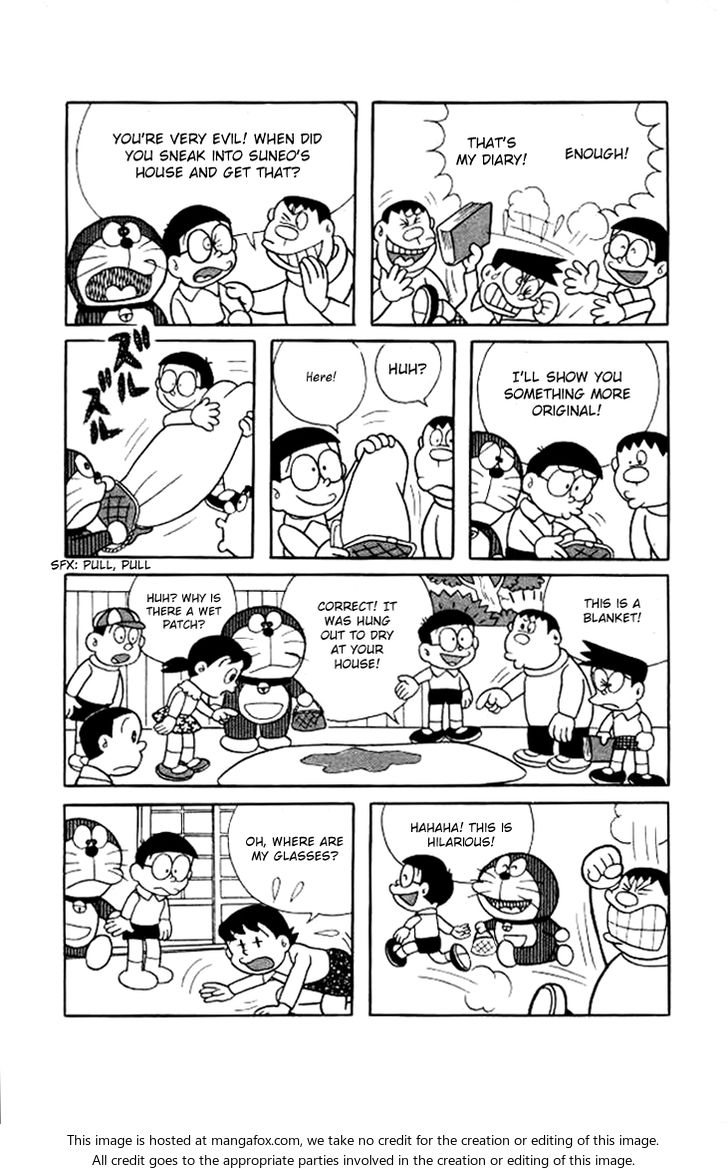 ENOUGH!
THAT'S
MY DIARY!
YOU'RE VERY EVIL! WHEN DID
YOU SNEAK INTO SUNEO'S
HOUSE AND GET THAT?
I'LL SHOW YOU
SOMETHING MORE
ORIGINAL!
HUH?
Here!
ズル
ズル
SFX: PULL, PULL
THIS IS A
BLANKET!
CORRECT! IT
WAS HUNG
OUT TO DRY
AT YOUR
HOUSE!
HUH? WHY IS
THERE A WET
PATCH?
HAHAHA! THIS IS
HILARIOUS!
OH, WHERE ARE
MY GLASSES?
This image is hosted at mangafox.com, we take no credit for the creation or editing of this image.
All credit goes to the appropriate parties involved in the creation or editing of this image.